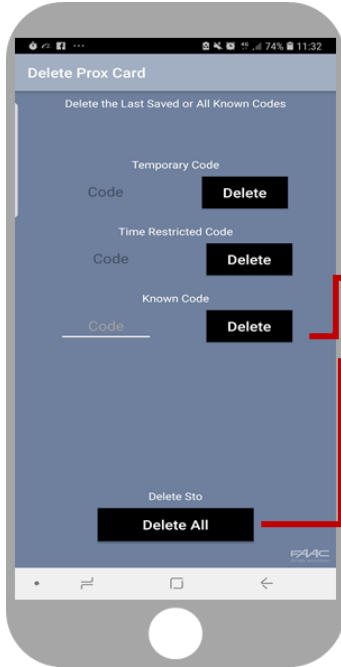 74% 11:32
Delete Prox Card
Delete the Last Saved or All Known Codes
Temporary Code
Code Delete
Time Restricted Code
Code Delete
Known Code
Code Delete
Delete Sto
Delete All
FAAC